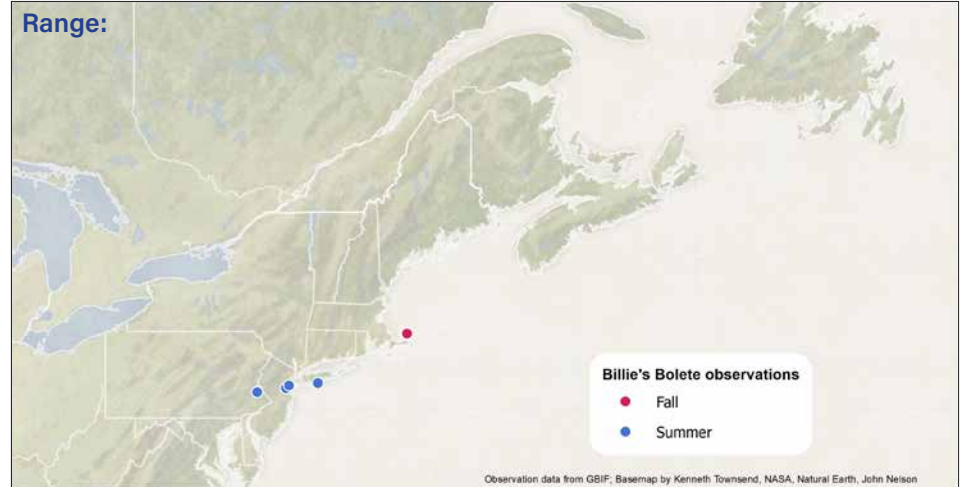 Range:
Billie's Bolete observations
Fall
Summer
Observation data from GBIF; Basemap by Kenneth Townsend, NASA, Natural Earth, John Nelson